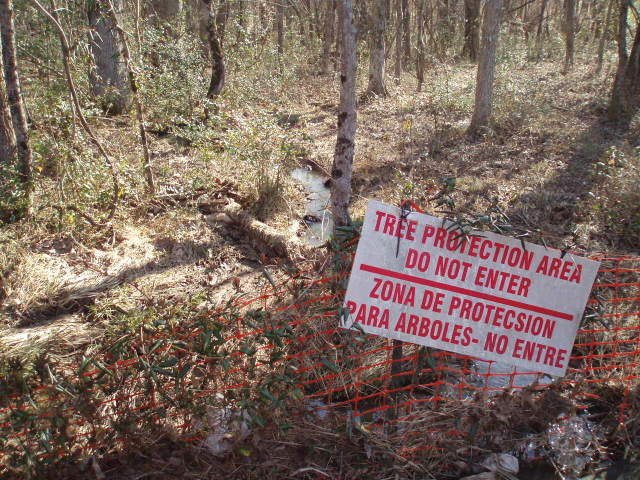 TREE PROTECTION AREA
DO NOT ENTER
ZONA DE PROTECSION
PARA ARBOLES- NO ENTRE